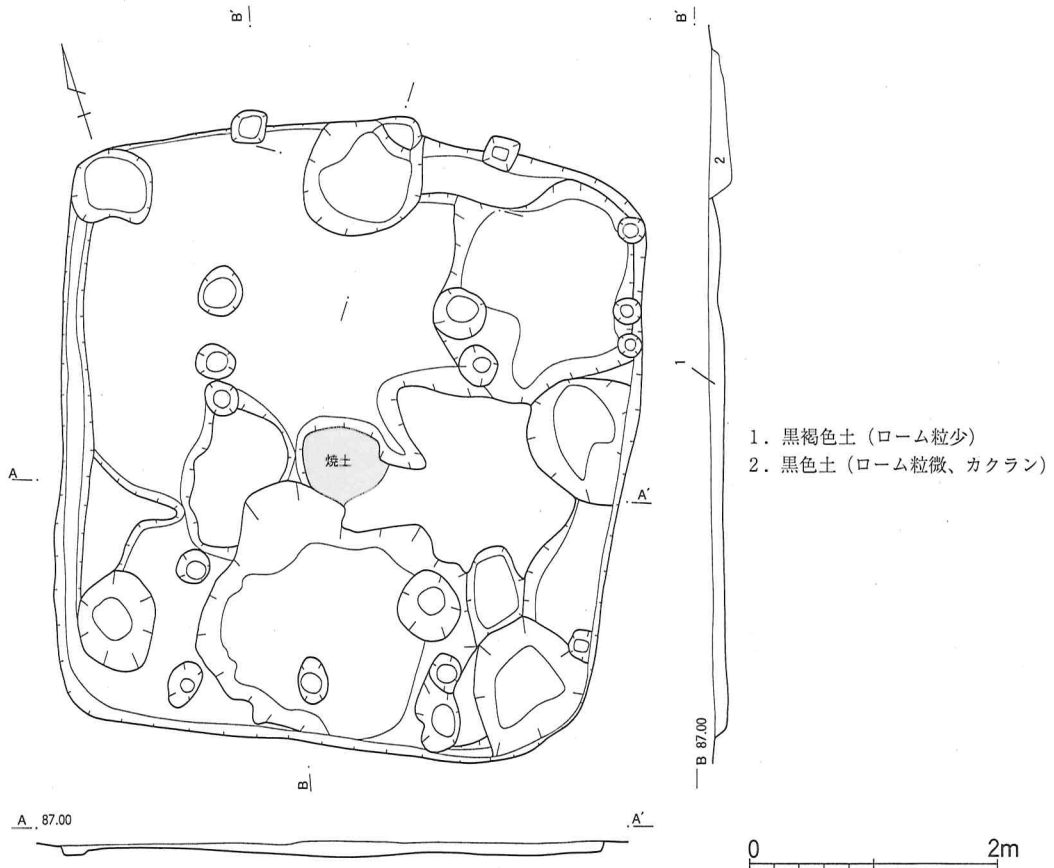 B′
B′
2
1
焼土
1．黒褐色土（ローム粒少）
2．黒色土（ローム粒微、カクラン）
A
A′
B 87.00
B
A 87.00
A′
0 2m